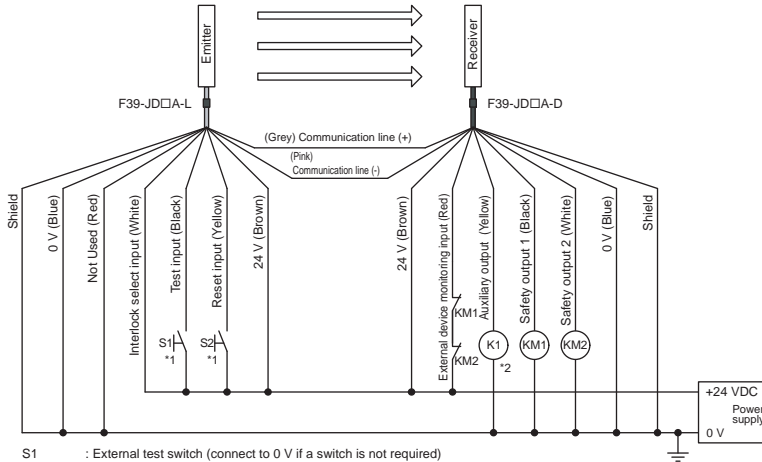 Emitter
Receiver
F39-JD□A-L
F39-JD□A-D
(Grey) Communication line (+)
(Pink)
Communication line (-)
Shield
0 V (Blue)
Not Used (Red)
Interlock select input (White)
Test input (Black)
Reset input (Yellow)
24 V (Brown)
24 V (Brown)
External device monitoring input (Red)
Auxiliary output (Yellow)
Safety output 1 (Black)
Safety output 2 (White)
0 V (Blue)
Shield
S1
*1
S2
*1
KM1
KM2
K1
*2
KM1
KM2
+24 VDC
Power
supply
0 V
S1 : External test switch (connect to 0 V if a switch is not required)